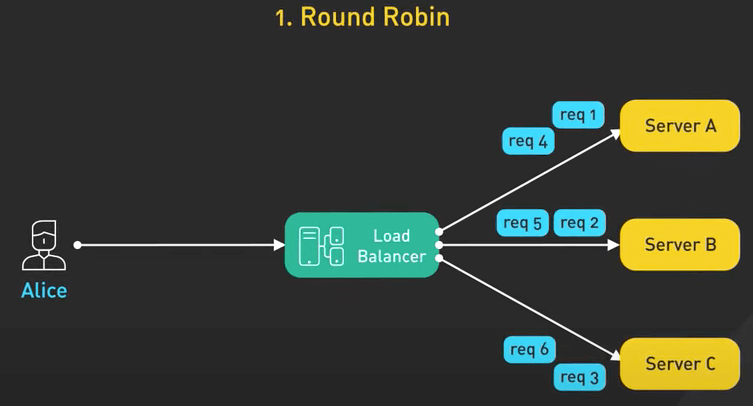 1. Round Robin
req 1
req 4
Server A
Alice
Load
Balancer
req 5
req 2
Server B
req 6
req 3
Server C